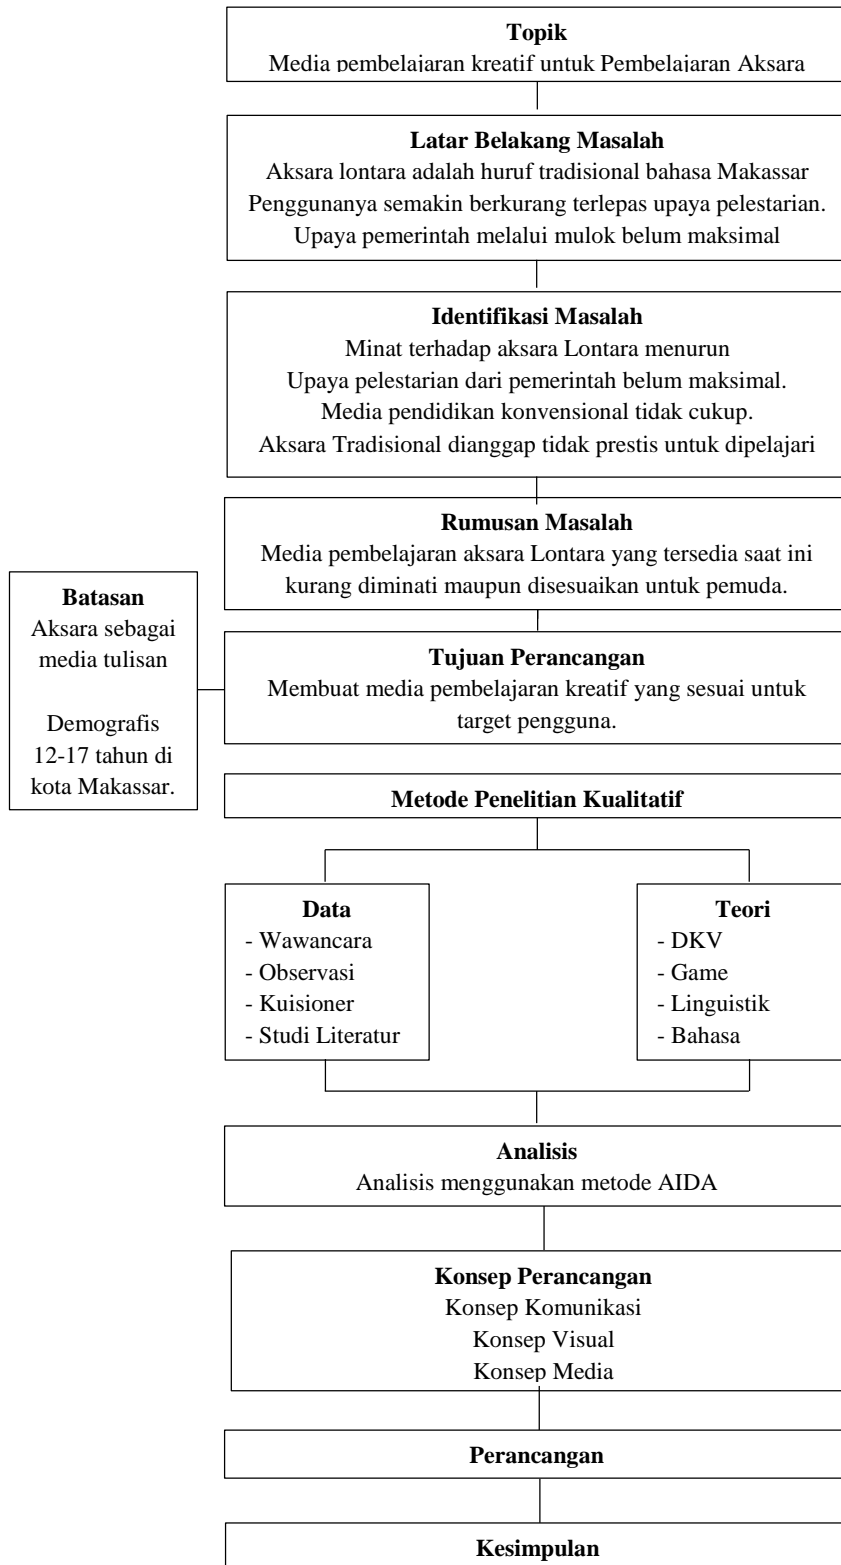 Topik
Media pembelajaran kreatif untuk Pembelajaran Aksara
Latar Belakang Masalah
Aksara lontara adalah huruf tradisional bahasa Makassar
Penggunanya semakin berkurang terlepas upaya pelestarian.
Upaya pemerintah melalui mulok belum maksimal
Identifikasi Masalah
Minat terhadap aksara Lontara menurun
Upaya pelestarian dari pemerintah belum maksimal.
Media pendidikan konvensional tidak cukup.
Aksara Tradisional dianggap tidak prestis untuk dipelajari
Rumusan Masalah
Media pembelajaran aksara Lontara yang tersedia saat ini
kurang diminati maupun disesuaikan untuk pemuda.
Batasan
Aksara sebagai
media tulisan
Demografis
12-17 tahun di
kota Makassar.
Tujuan Perancangan
Membuat media pembelajaran kreatif yang sesuai untuk
target pengguna.
Metode Penelitian Kualitatif
Data
- Wawancara
- Observasi
- Kuisioner
- Studi Literatur
Teori
- DKV
- Game
- Linguistik
- Bahasa
Analisis
Analisis menggunakan metode AIDA
Konsep Perancangan
Konsep Komunikasi
Konsep Visual
Konsep Media
Perancangan
Kesimpulan